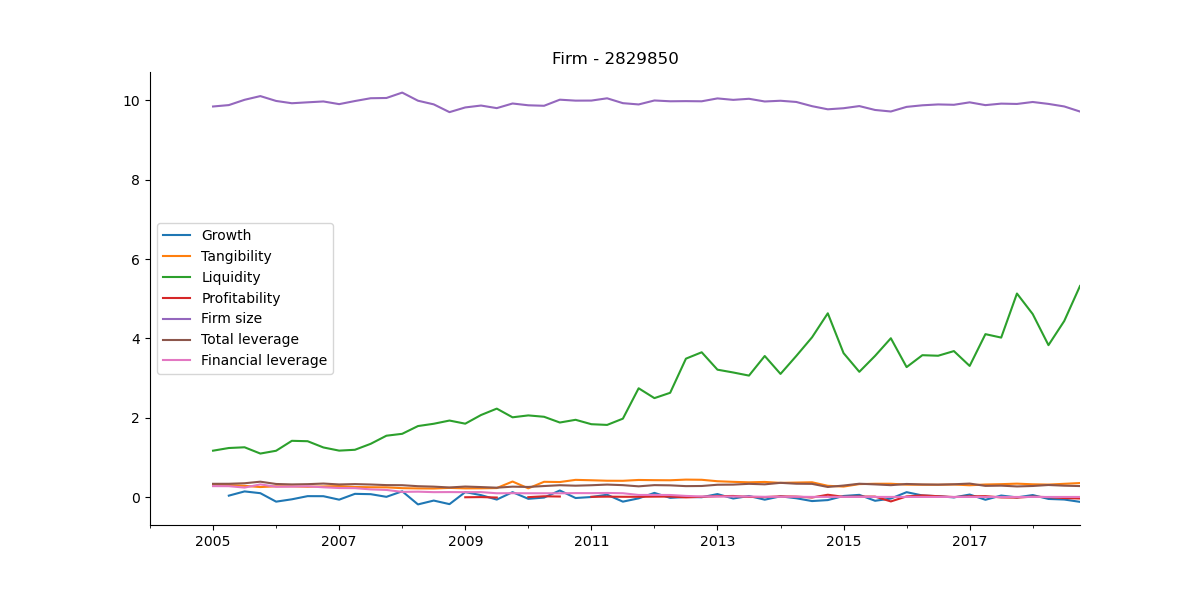 Firm - 2829850
10
8
6
4
2
0
Growth
Tangibility
Liquidity
Profitability
Firm size
Total leverage
Financial leverage
2005 2007 2009 2011 2013 2015 2017